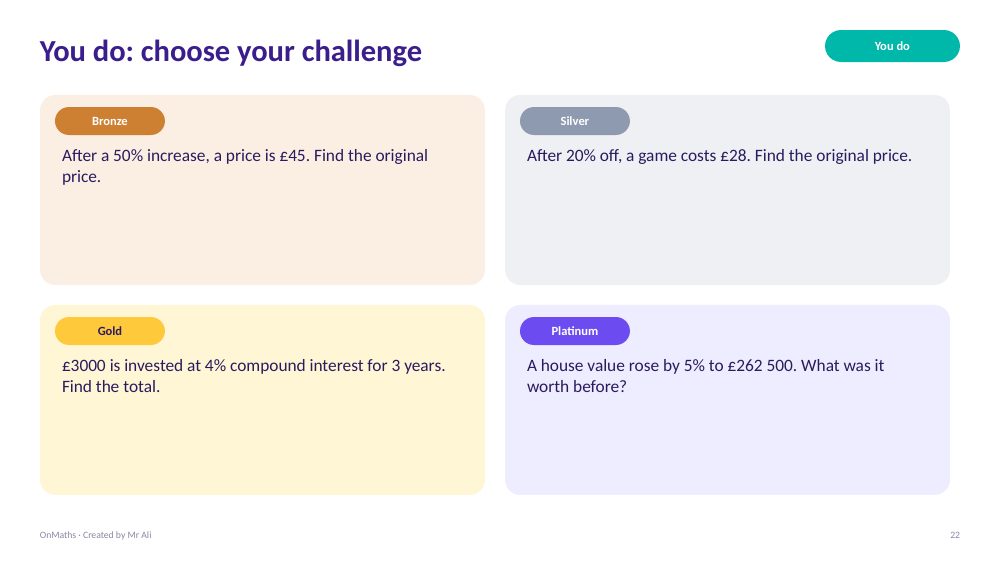 You do: choose your challenge
You do
Bronze
After a 50% increase, a price is £45. Find the original
price.
Silver
After 20% off, a game costs £28. Find the original price.
Gold
£3000 is invested at 4% compound interest for 3 years.
Find the total.
Platinum
A house value rose by 5% to £262 500. What was it
worth before?
OnMaths · Created by Mr Ali
22